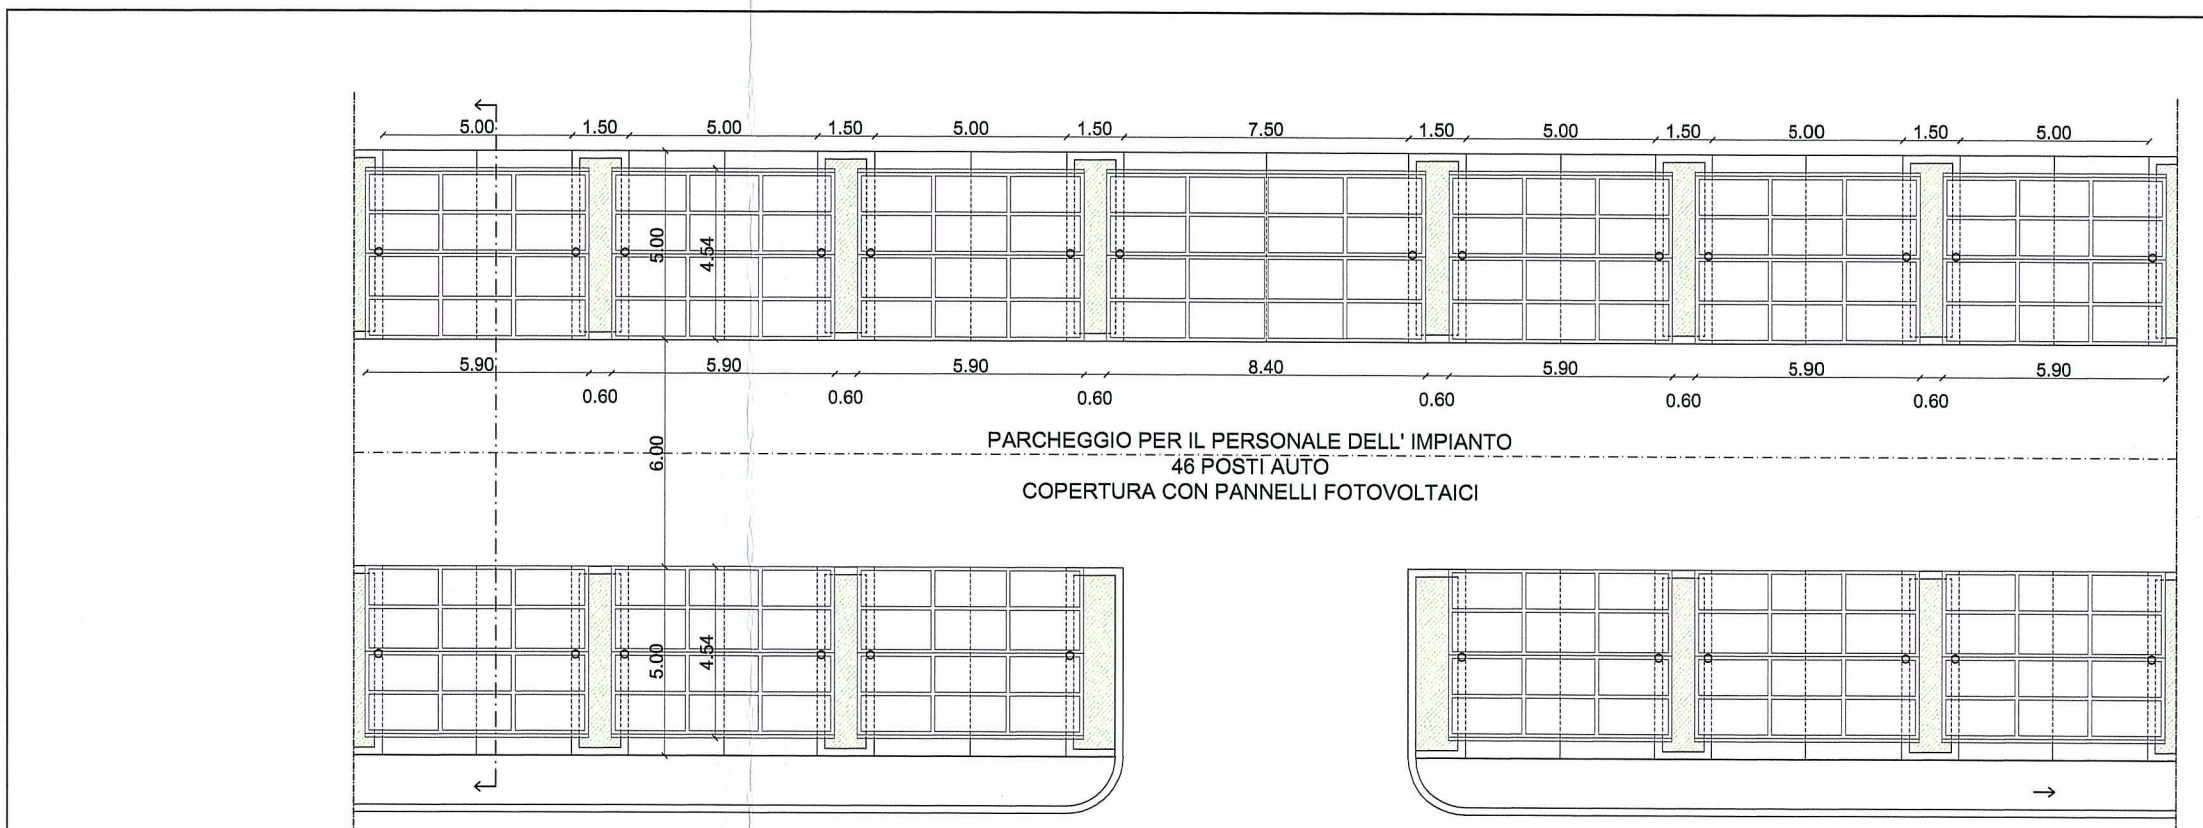 5.00 1.50 5.00 1.50 5.00 1.50 7.50 1.50 5.00 1.50 5.00 1.50 5.00
5.00 4.54
5.90 5.90 5.90 8.40 5.90 5.90 5.90
0.60 0.60 0.60 0.60 0.60 0.60
6.00
PARCHEGGIO PER IL PERSONALE DELL' IMPIANTO
46 POSTI AUTO
COPERTURA CON PANNELLI FOTOVOLTAICI
5.00 4.54